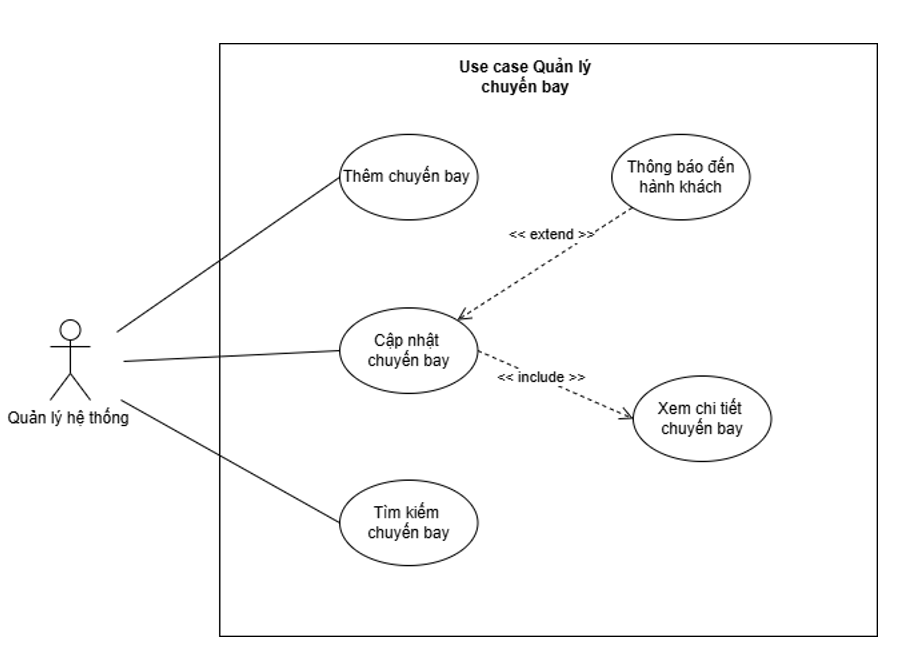 Use case Quản lý
chuyến bay
Thêm chuyến bay
Thông báo đến
hành khách
<< extend >>
Cập nhật
chuyến bay
<< include >>
Xem chi tiết
chuyến bay
Quản lý hệ thống
Tìm kiếm
chuyến bay